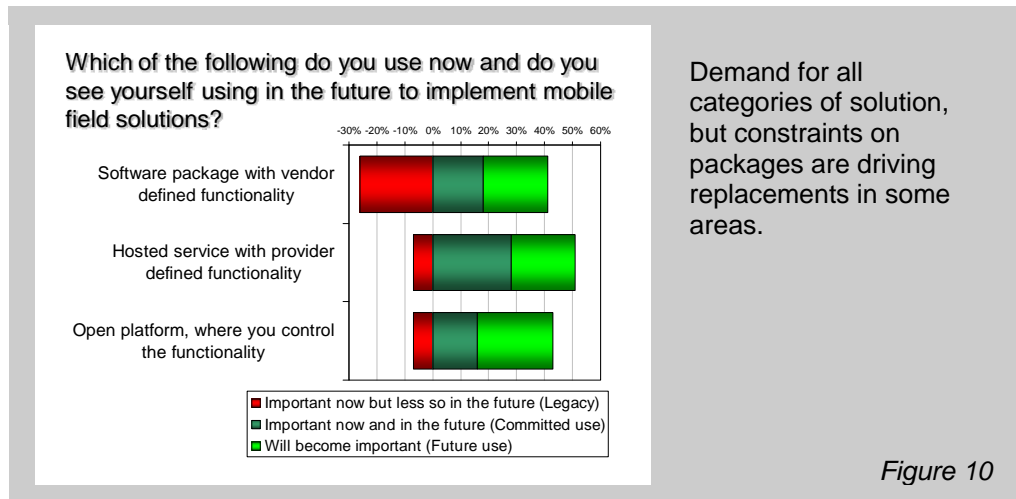 Which of the following do you use now and do you
see yourself using in the future to implement mobile
field solutions?
-30% -20% -10% 0% 10% 20% 30% 40% 50% 60%
Software package with vendor
defined functionality
Hosted service with provider
defined functionality
Open platform, where you control
the functionality
Important now but less so in the future (Legacy)
Important now and in the future (Committed use)
Will become important (Future use)
Demand for all
categories of solution,
but constraints on
packages are driving
replacements in some
areas.
Figure 10